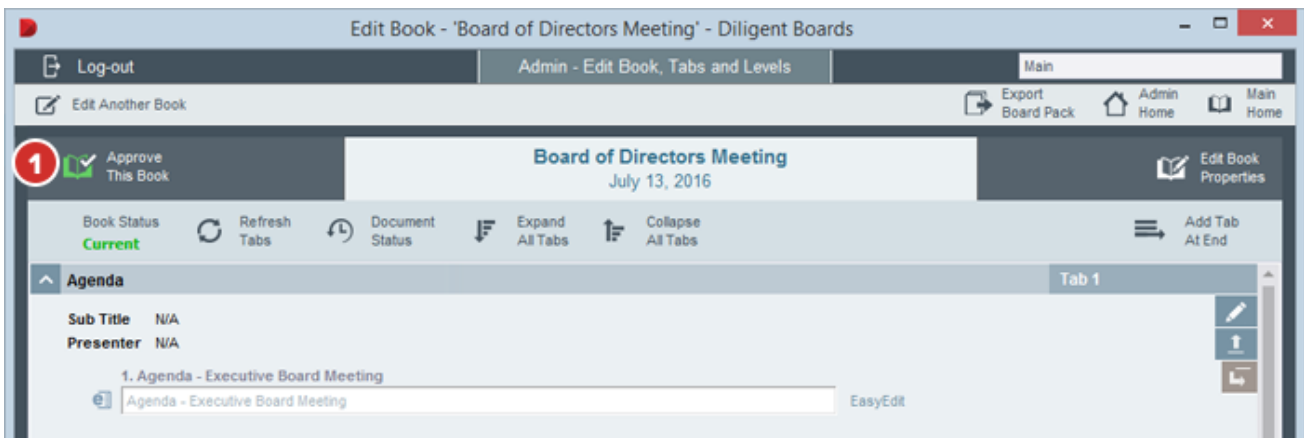 Edit Book - 'Board of Directors Meeting' - Diligent Boards
Log-out
Admin - Edit Book, Tabs and Levels
Main
Edit Another Book
Export
Board Pack
Admin
Home
Main
Home
1
Approve
This Book
Board of Directors Meeting
July 13, 2016
Edit Book
Properties
Book Status
Current
Refresh
Tabs
Document
Status
Expand
All Tabs
Collapse
All Tabs
Add Tab
At End
Agenda
Tab 1
Sub Title N/A
Presenter N/A
1. Agenda - Executive Board Meeting
Agenda - Executive Board Meeting
EasyEdit